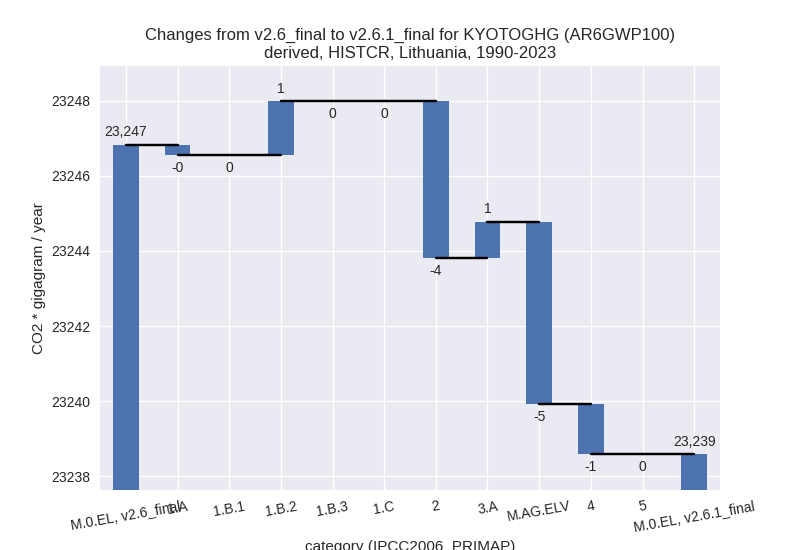 Changes from v2.6_final to v2.6.1_final for KYOTOGHG (AR6GWP100)
derived, HISTCR, Lithuania, 1990-2023
CO2 * gigagram / year
23248
23246
23244
23242
23240
23238
23,247
-0
0
1
0
0
-4
1
-5
-1
0
23,239
M.0.EL, v2.6_final
1.A
1.B.1
1.B.2
1.B.3
1.C
2
3.A
M.AG.ELV
4
5
M.0.EL, v2.6.1_final
category (IPCC2006_PRIMAP)